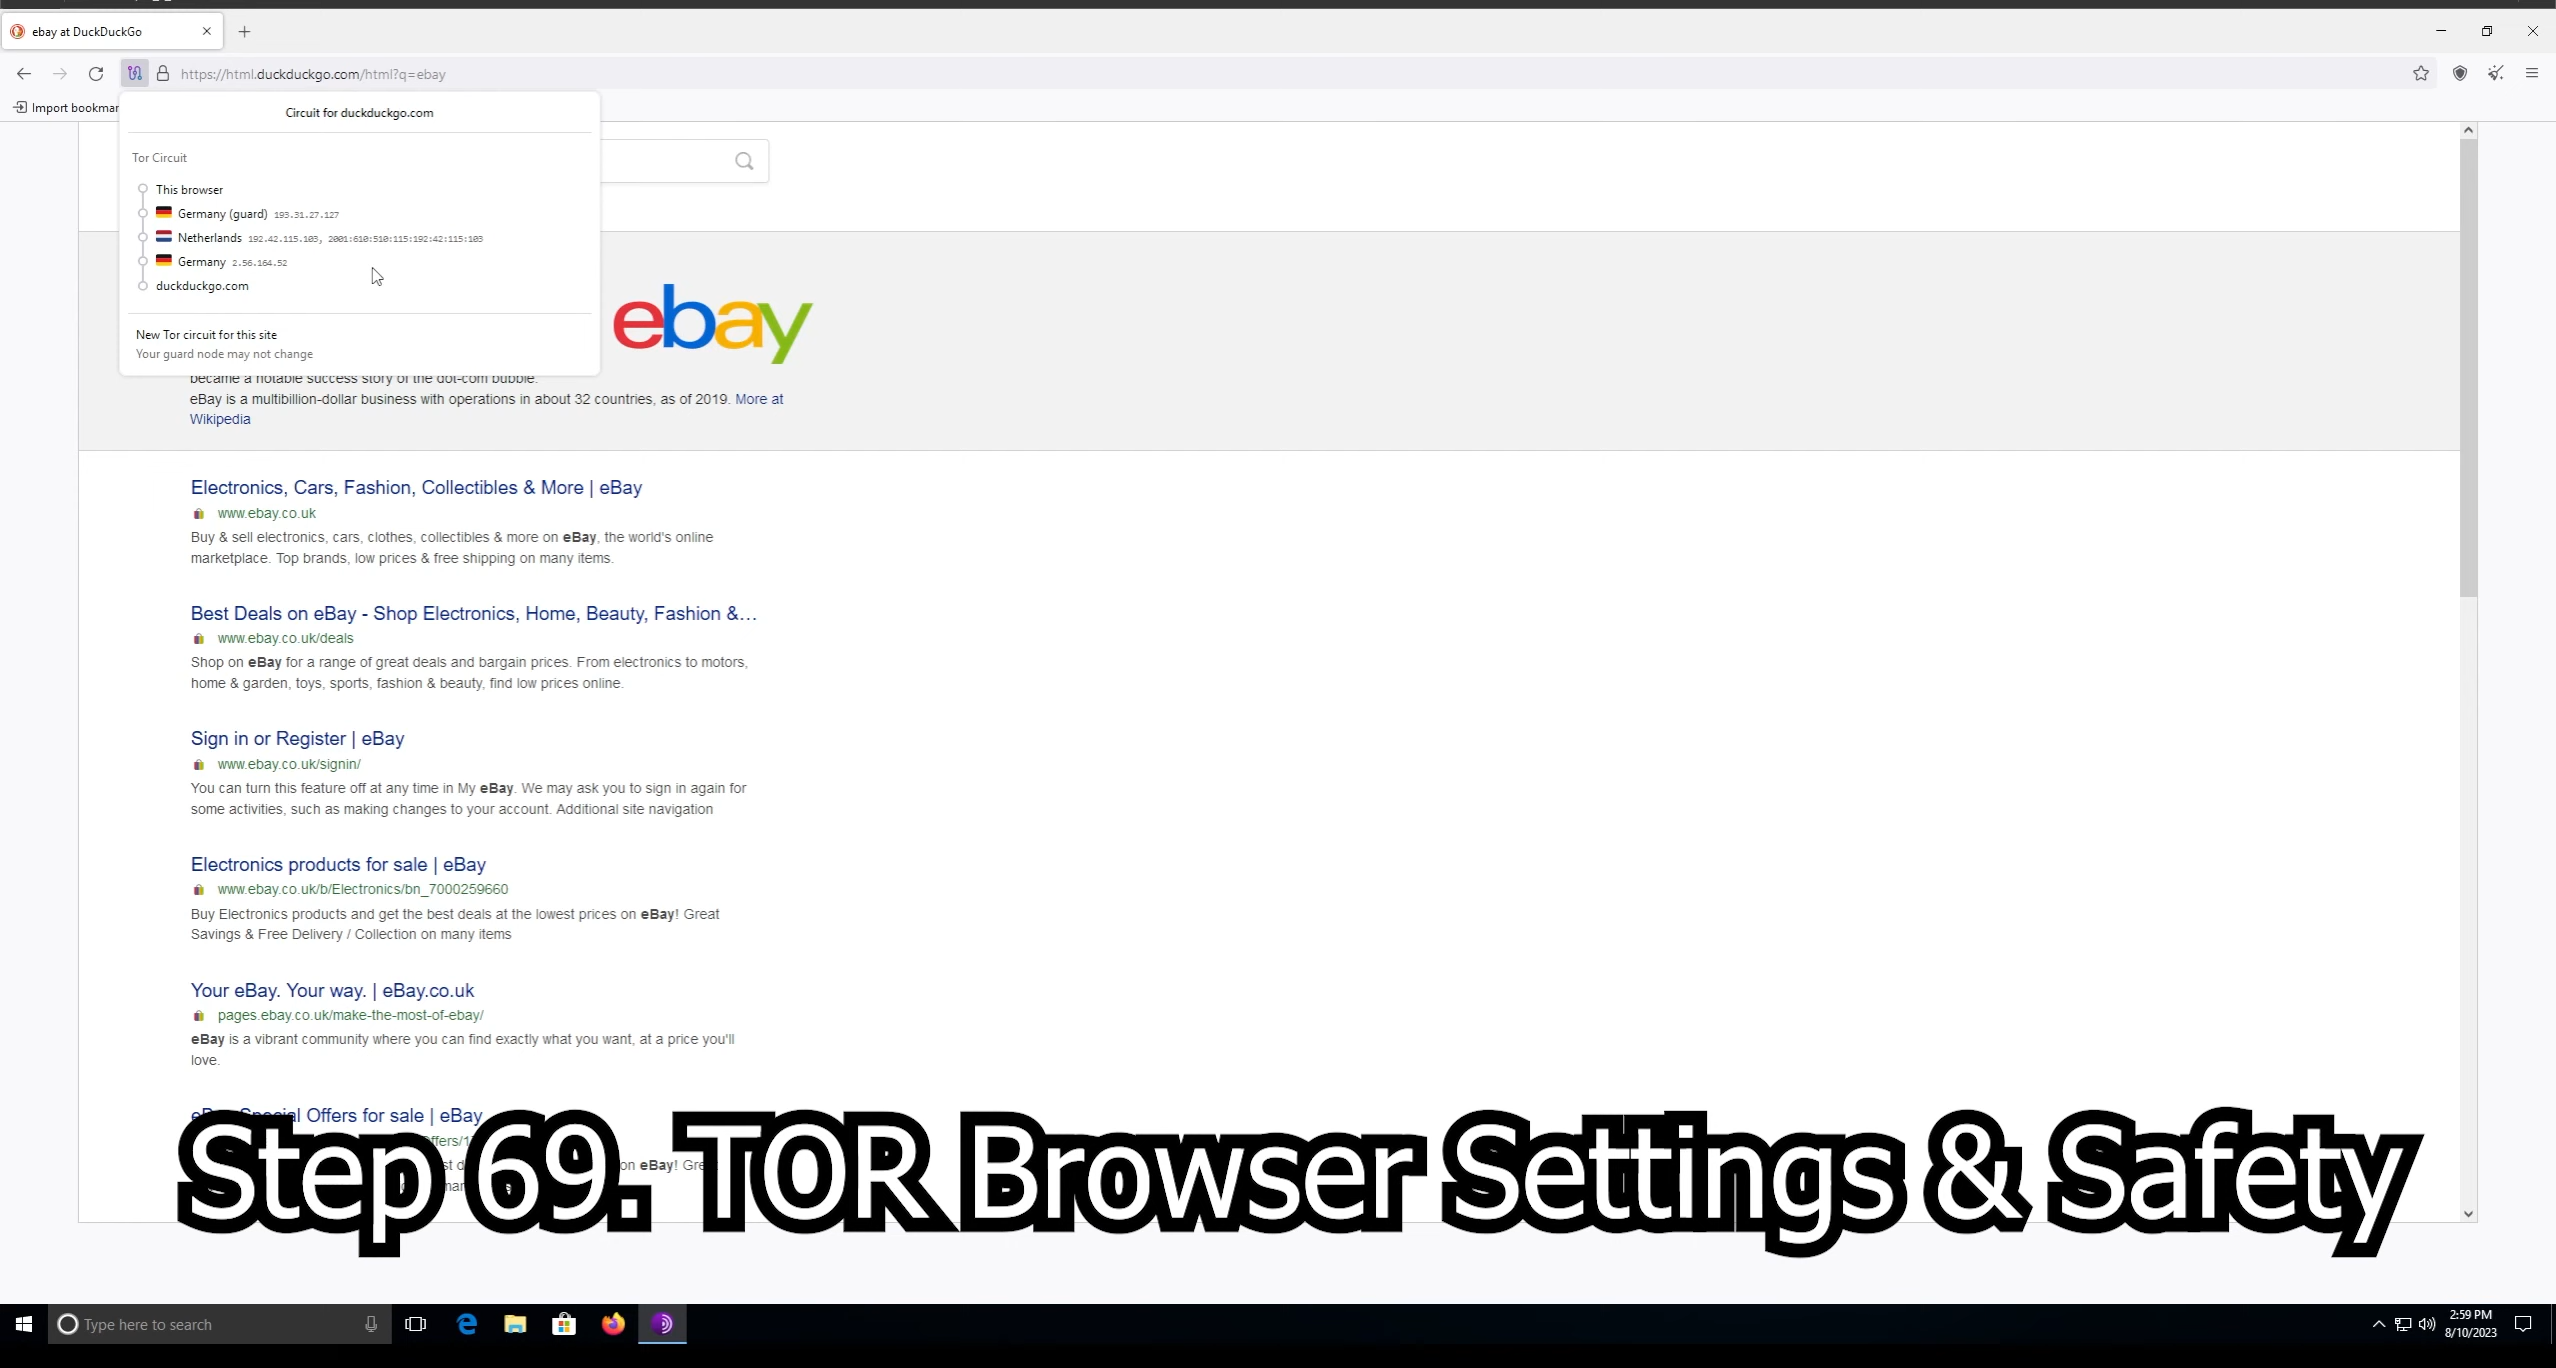 ebay at DuckDuckGo
https://html.duckduckgo.com/html?q=ebay
Import bookmar
Circuit for duckduckgo.com
Tor Circuit
This browser
Germany (guard) 193.31.27.127
Netherlands 192.42.115.103, 2001:610:510:115:192:42:115:103
Germany 2.56.164.52
duckduckgo.com
New Tor circuit for this site
Your guard node may not change
ebay
became a notable success story of the dot-com bubble.
eBay is a multibillion-dollar business with operations in about 32 countries, as of 2019. More at
Wikipedia
Electronics, Cars, Fashion, Collectibles & More | eBay
www.ebay.co.uk
Buy & sell electronics, cars, clothes, collectibles & more on eBay, the world's online
marketplace. Top brands, low prices & free shipping on many items.
Best Deals on eBay - Shop Electronics, Home, Beauty, Fashion &...
www.ebay.co.uk/deals
Shop on eBay for a range of great deals and bargain prices. From electronics to motors,
home & garden, toys, sports, fashion & beauty, find low prices online.
Sign in or Register | eBay
www.ebay.co.uk/signin/
You can turn this feature off at any time in My eBay. We may ask you to sign in again for
some activities, such as making changes to your account. Additional site navigation
Electronics products for sale | eBay
www.ebay.co.uk/b/Electronics/bn_7000259660
Buy Electronics products and get the best deals at the lowest prices on eBay! Great
Savings & Free Delivery / Collection on many items
Your eBay. Your way. | eBay.co.uk
pages.ebay.co.uk/make-the-most-of-ebay/
eBay is a vibrant community where you can find exactly what you want, at a price you'll
love.
eBay Special Offers for sale | eBay
on eBay!
Step 69. TOR Browser Settings & Safety
Type here to search
2:59 PM
8/10/2023